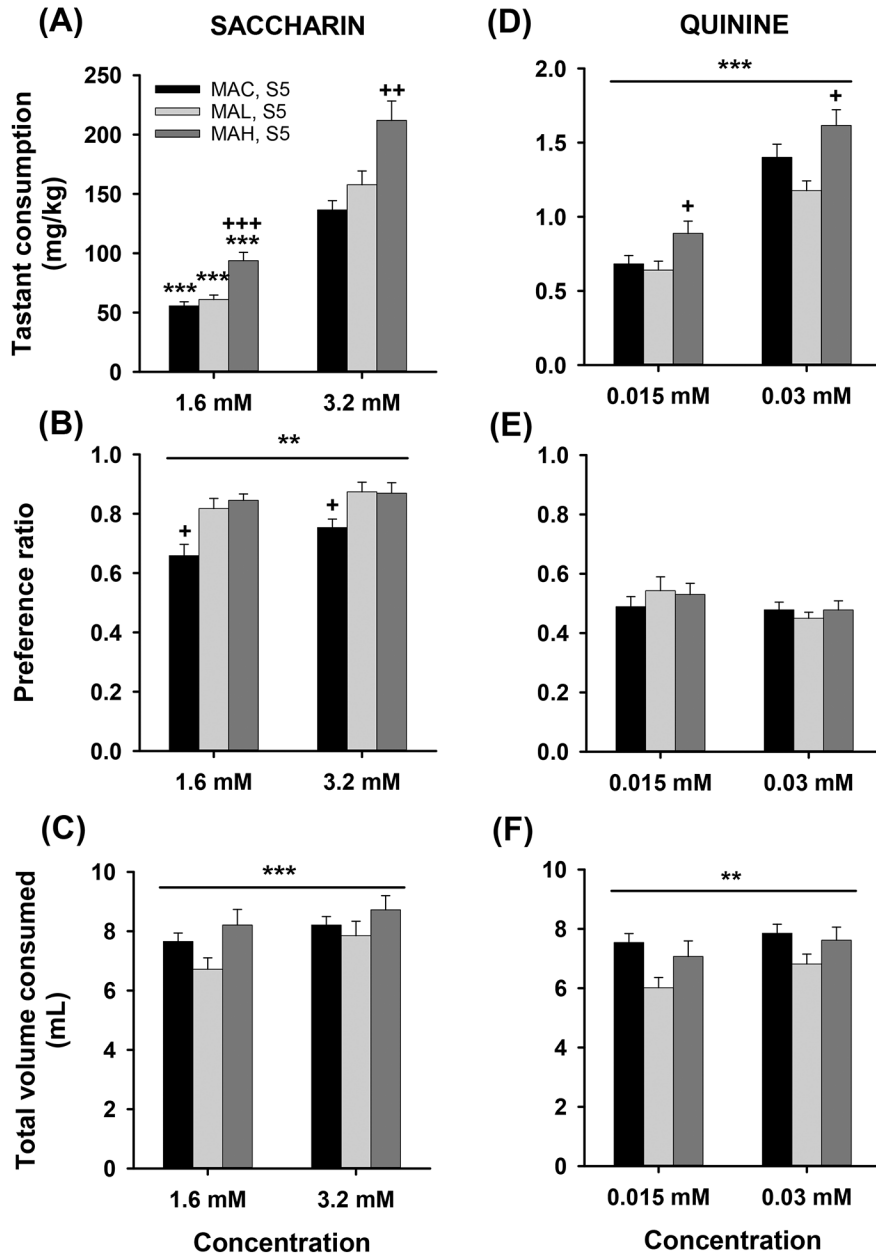 (A)
SACCHARIN
Tastant consumption
(mg/kg)
250
200
150
100
50
0
MAC, S5
MAL, S5
MAH, S5
***
***
+++
***
++
1.6 mM
3.2 mM
(D)
QUININE
2.0
1.5
1.0
0.5
0.0
***
+
+
0.015 mM
0.03 mM
(B)
Preference ratio
1.0
0.8
0.6
0.4
0.2
0.0
**
+
+
1.6 mM
3.2 mM
(E)
1.0
0.8
0.6
0.4
0.2
0.0
0.015 mM
0.03 mM
(C)
Total volume consumed
(mL)
10
8
6
4
2
0
***
1.6 mM
3.2 mM
Concentration
(F)
10
8
6
4
2
0
**
0.015 mM
0.03 mM
Concentration